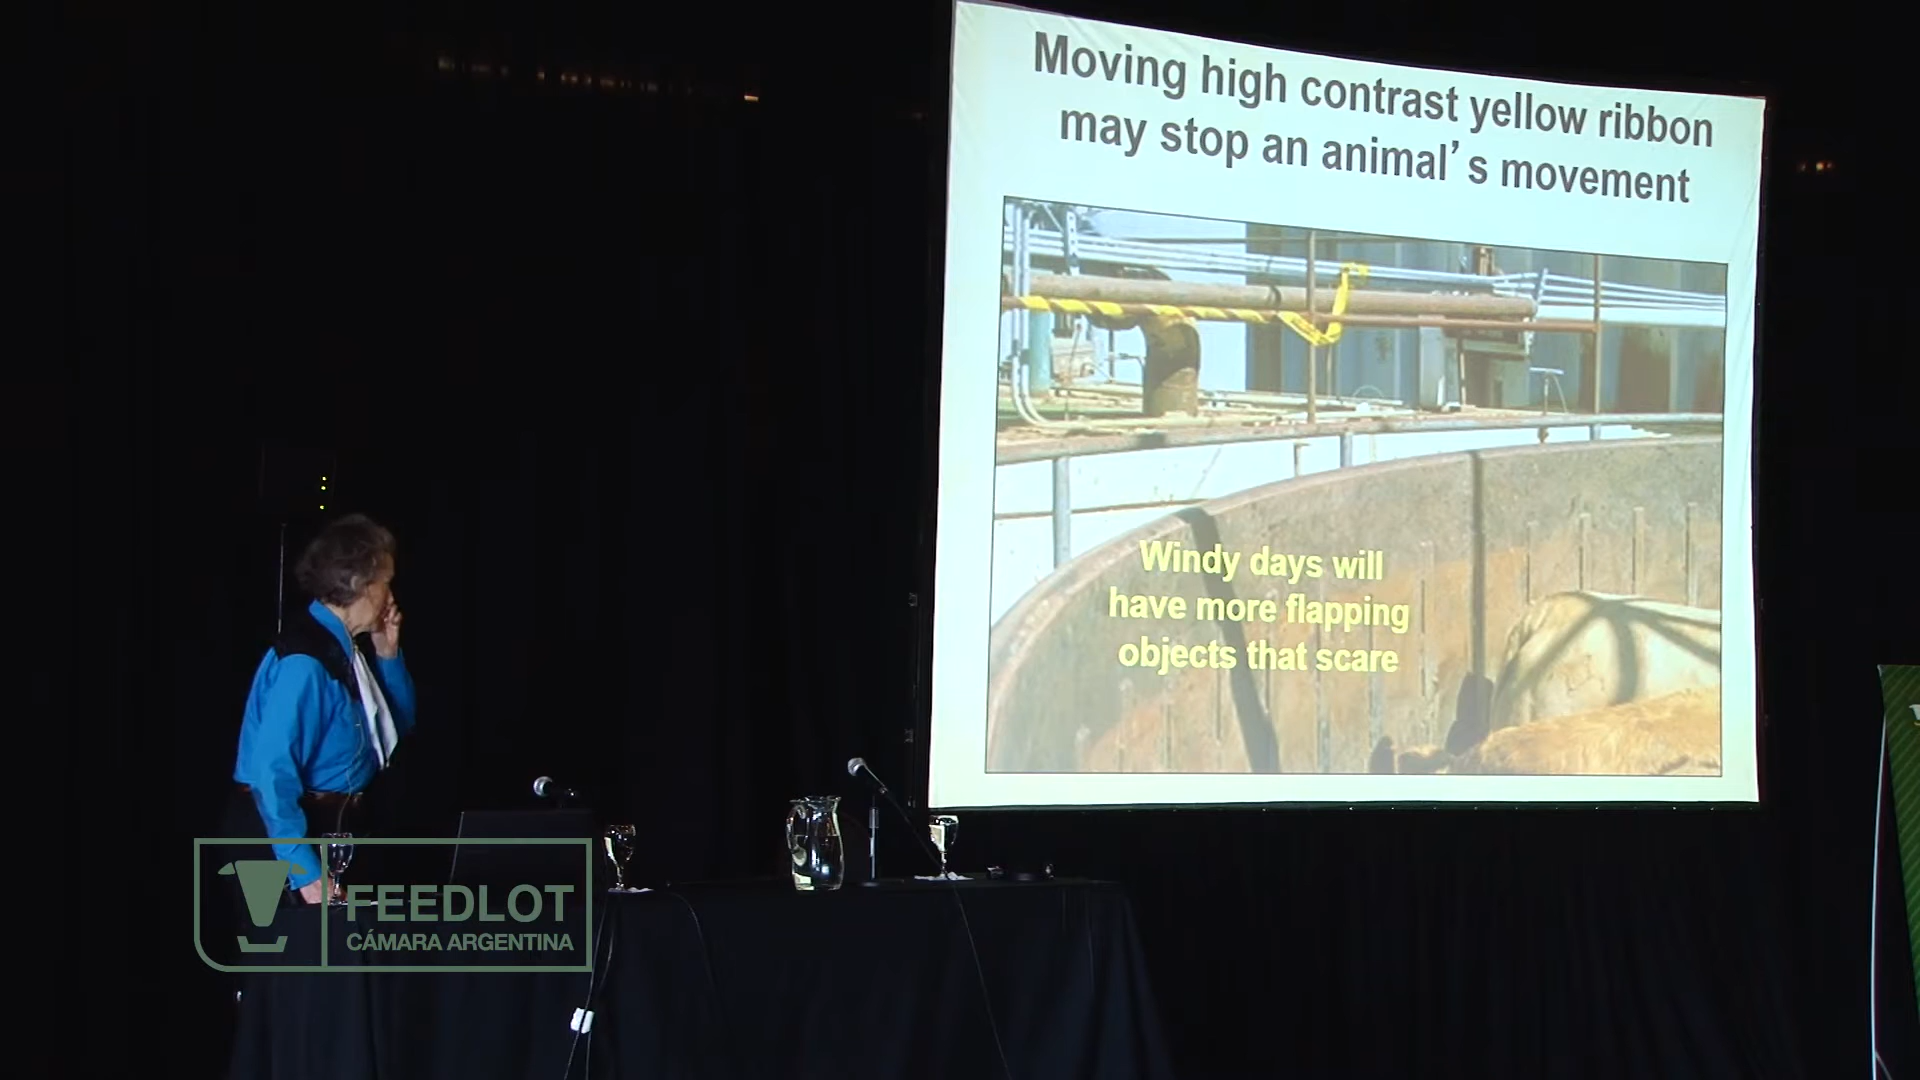 Moving high contrast yellow ribbon
may stop an animal’s movement
Windy days will
have more flapping
objects that scare
FEEDLOT
CÁMARA ARGENTINA